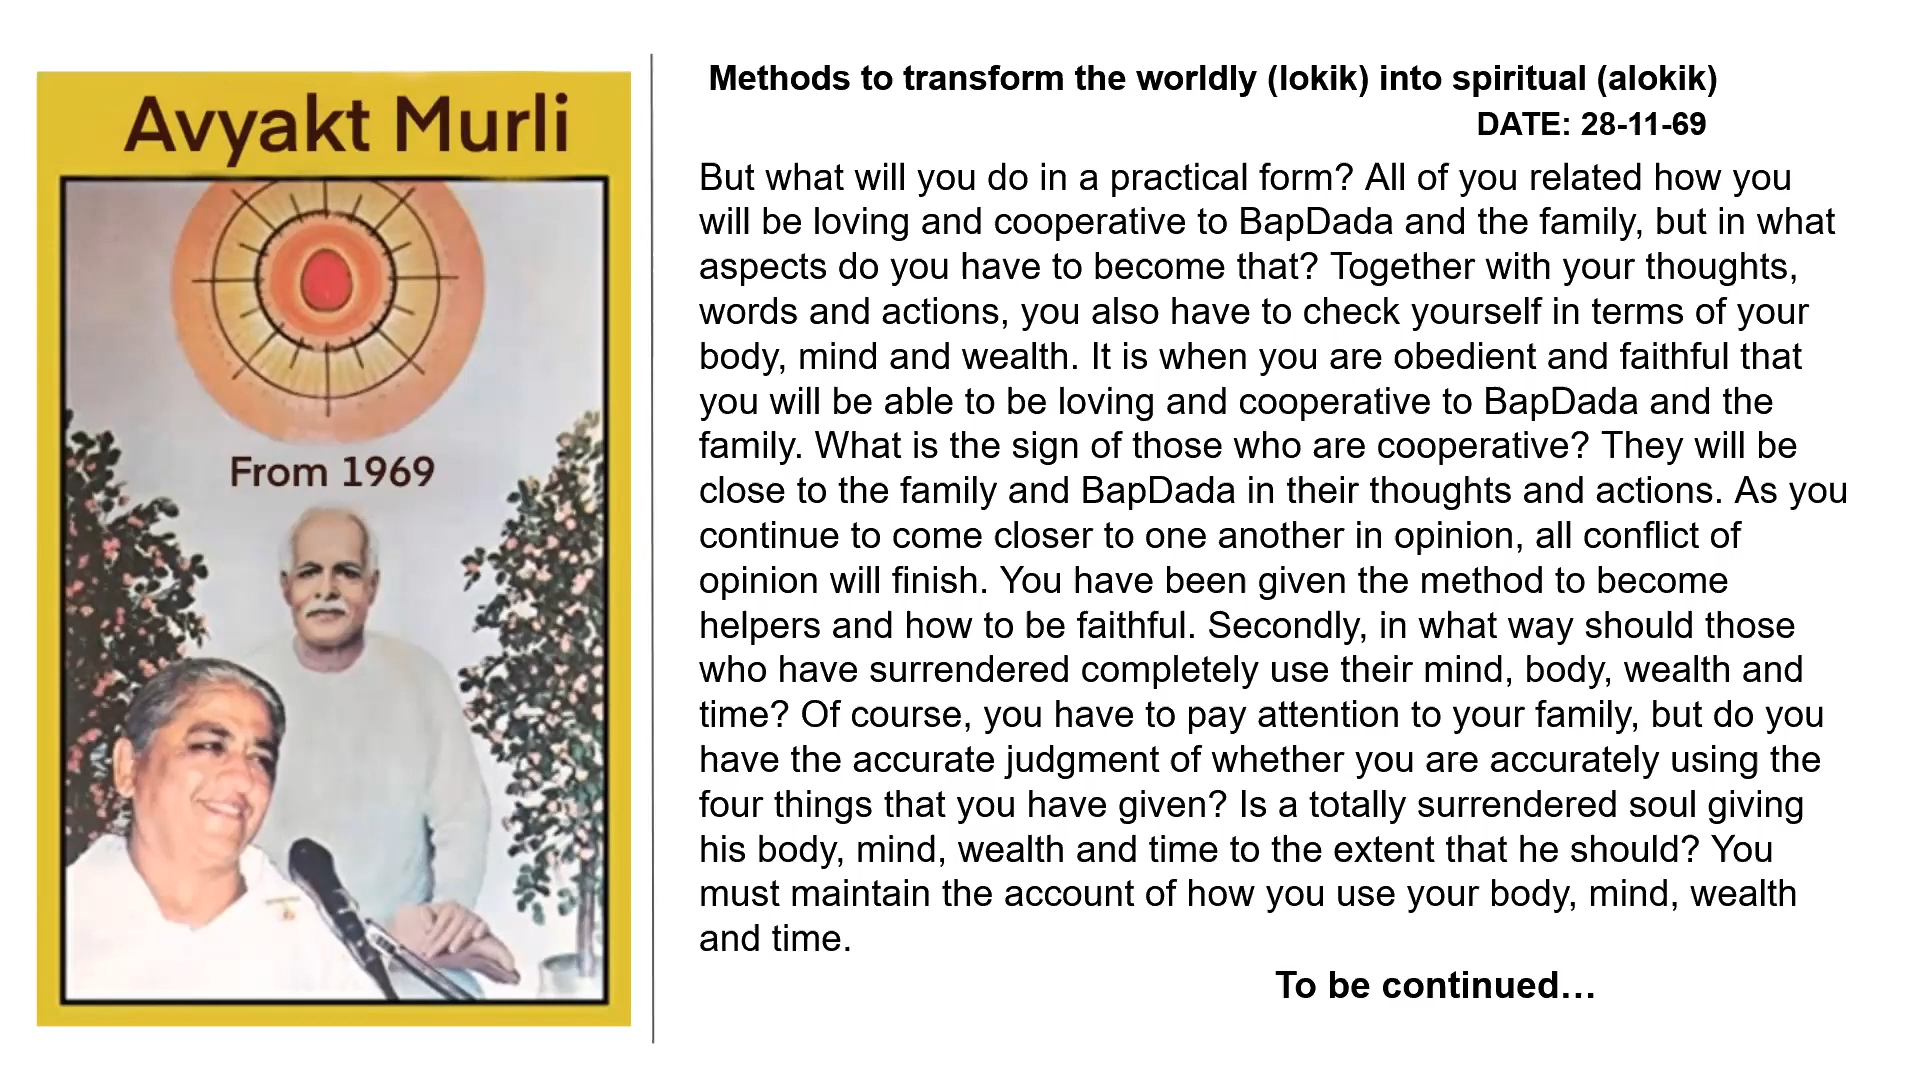 Avyakt Murli
From 1969
Methods to transform the worldly (lokik) into spiritual (alokik)
DATE: 28-11-69
But what will you do in a practical form? All of you related how you
will be loving and cooperative to BapDada and the family, but in what
aspects do you have to become that? Together with your thoughts,
words and actions, you also have to check yourself in terms of your
body, mind and wealth. It is when you are obedient and faithful that
you will be able to be loving and cooperative to BapDada and the
family. What is the sign of those who are cooperative? They will be
close to the family and BapDada in their thoughts and actions. As you
continue to come closer to one another in opinion, all conflict of
opinion will finish. You have been given the method to become
helpers and how to be faithful. Secondly, in what way should those
who have surrendered completely use their mind, body, wealth and
time? Of course, you have to pay attention to your family, but do you
have the accurate judgment of whether you are accurately using the
four things that you have given? Is a totally surrendered soul giving
his body, mind, wealth and time to the extent that he should? You
must maintain the account of how you use your body, mind, wealth
and time.
To be continued…